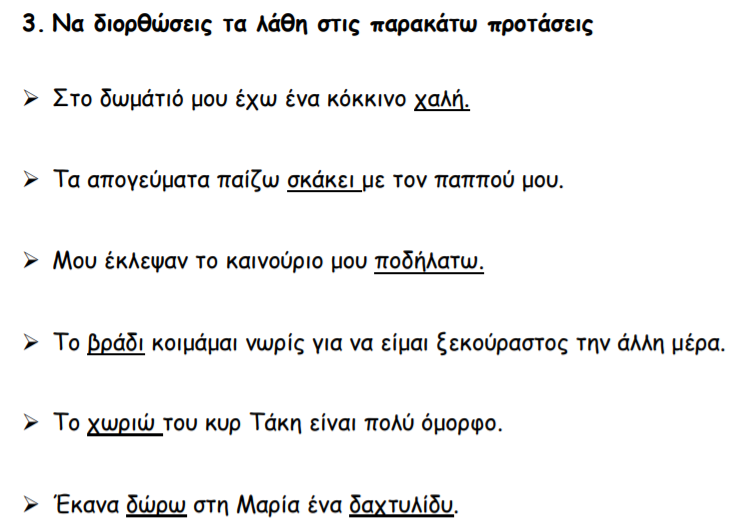 3. Να διορθώσεις τα λάθη στις παρακάτω προτάσεις
➢ Στο δωμάτιό μου έχω ένα κόκκινο χαλή.
➢ Τα απογεύματα παίζω σκάκει με τον παππού μου.
➢ Μου έκλεψαν το καινούριο μου ποδήλατω.
➢ Το βράδι κοιμάμαι νωρίς για να είμαι ξεκούραστος την άλλη μέρα.
➢ Το χωριώ του κυρ Τάκη είναι πολύ όμορφο.
➢ Έκανα δώρω στη Μαρία ένα δαχτυλίδυ.